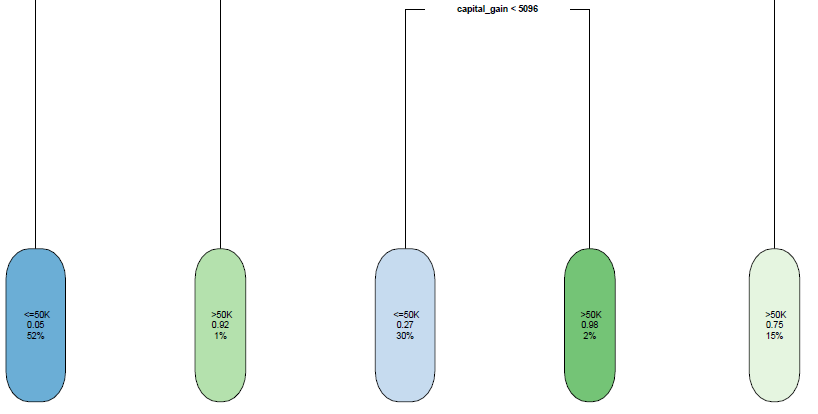 capital_gain < 5096
<=50K
0.05
52%
>50K
0.92
1%
<=50K
0.27
30%
>50K
0.98
2%
>50K
0.75
15%